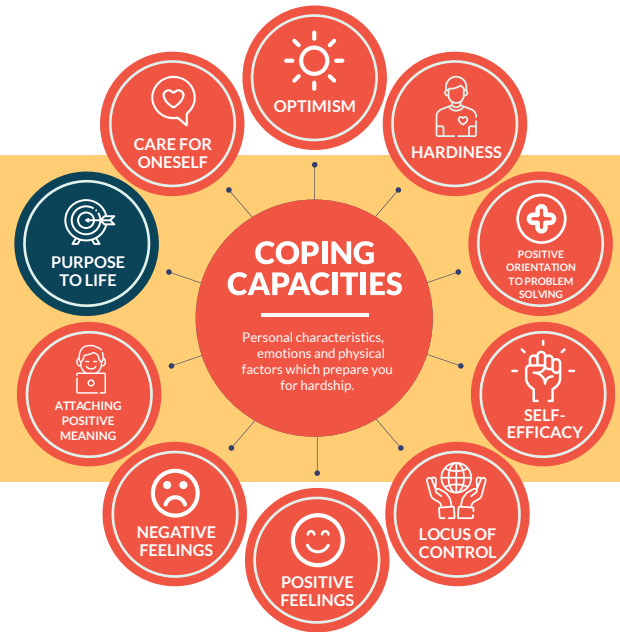 OPTIMISM
HARDINESS
POSITIVE
ORIENTATION
TO PROBLEM
SOLVING
SELF-
EFFICACY
LOCUS OF
CONTROL
POSITIVE
FEELINGS
NEGATIVE
FEELINGS
ATTACHING
POSITIVE
MEANING
PURPOSE
TO LIFE
CARE FOR
ONESELF
COPING
CAPACITIES
Personal characteristics,
emotions and physical
factors which prepare you
for hardship.